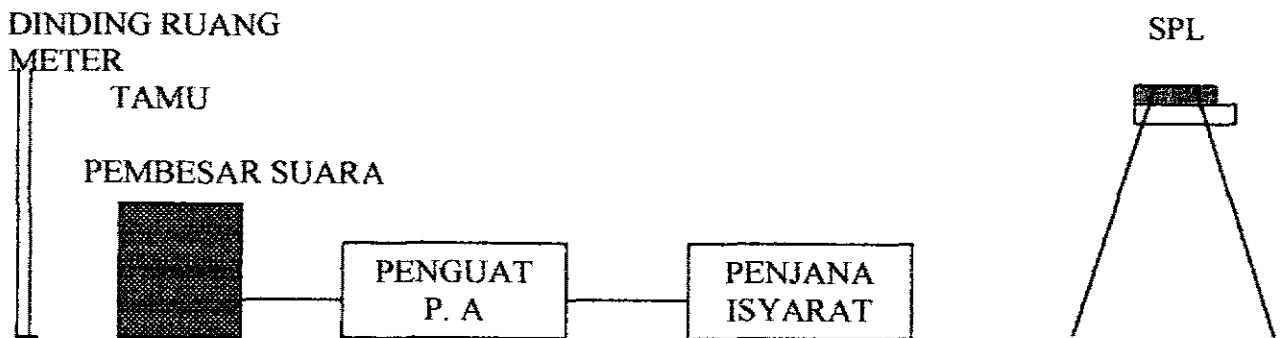 DINDING RUANG
METER
TAMU
SPL
PEMBESAR SUARA
PENGUAT
P. A
PENJANA
ISYARAT